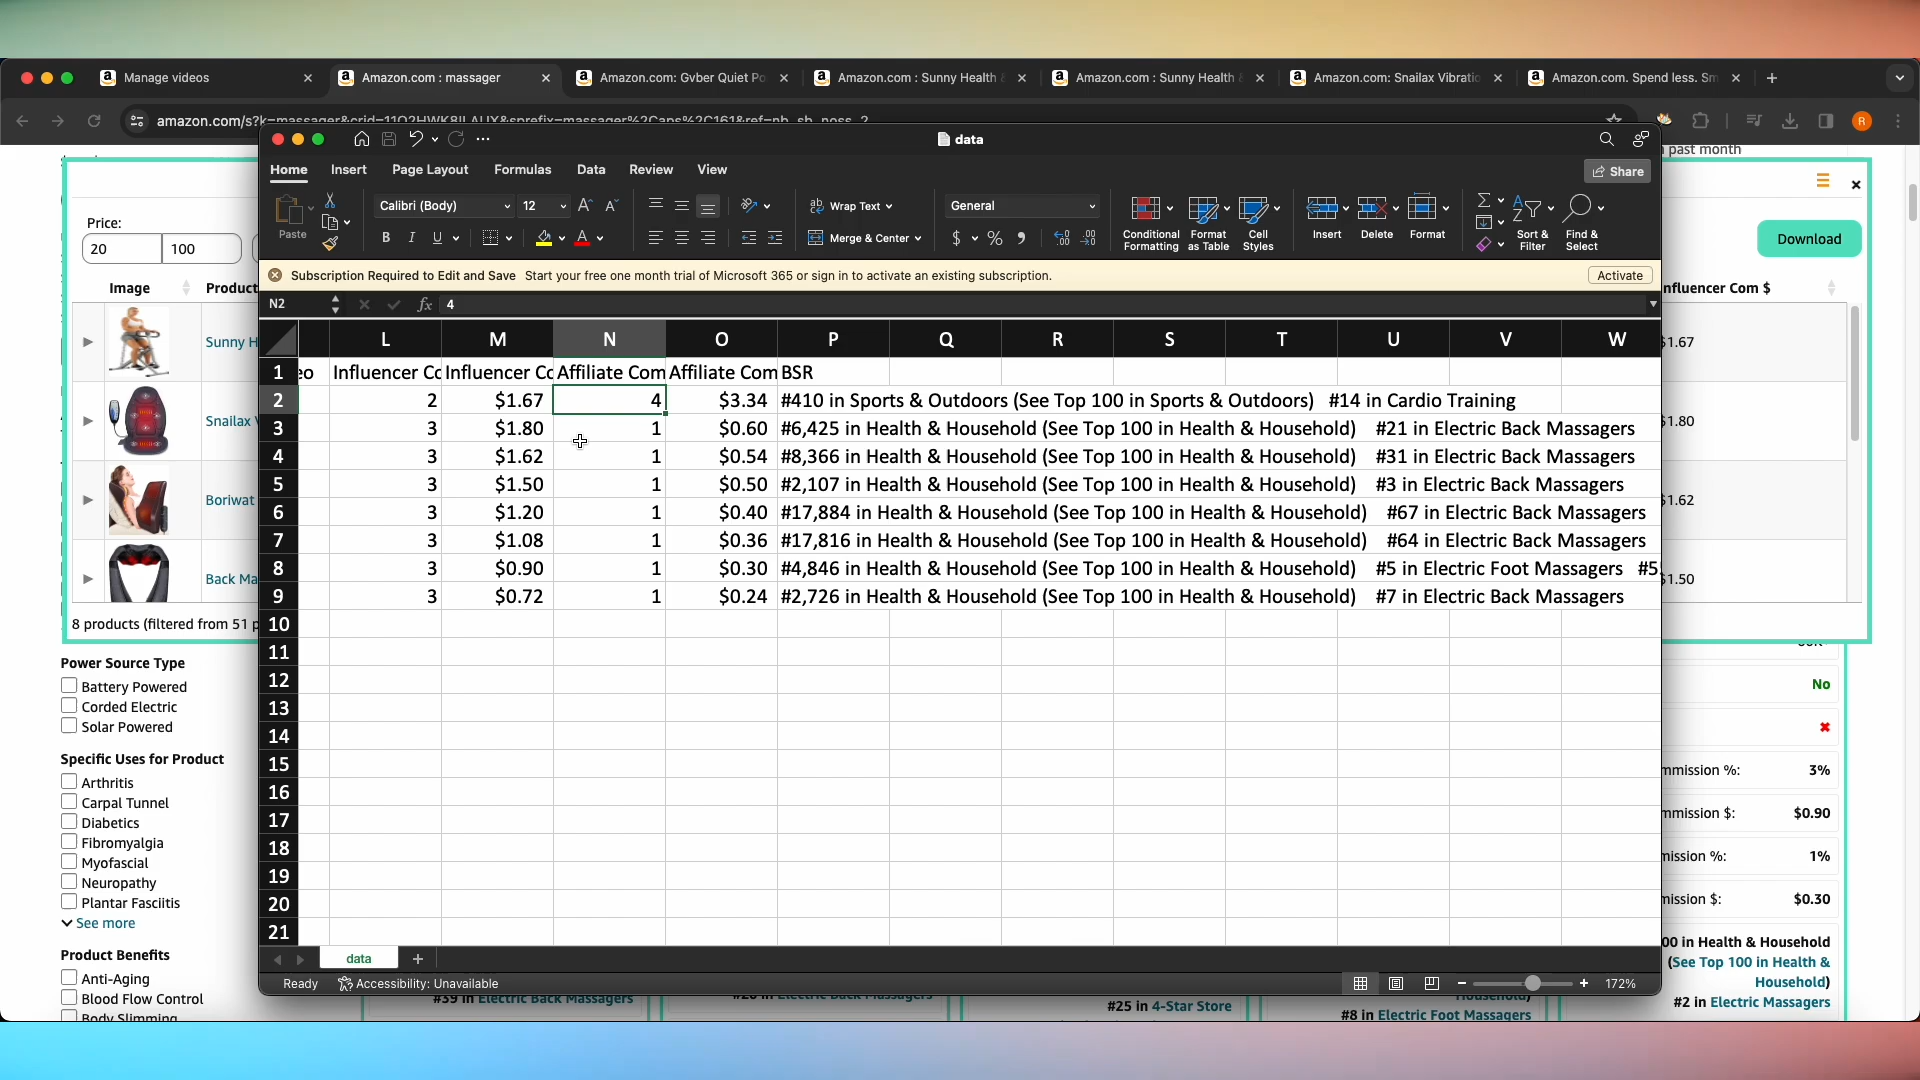 Manage videos
Amazon.com : massager
Amazon.com: Gvber Quiet Po
Amazon.com : Sunny Health &
Amazon.com : Sunny Health &
Amazon.com: Snailax Vibratio
Amazon.com. Spend less. Sm
data
past month
Home Insert Page Layout Formulas Data Review View
Share
Paste
Calibri (Body) 12
Wrap Text
Merge & Center
General
Conditional Formatting
Format as Table
Cell Styles
Insert Delete Format
Sort & Filter
Find & Select
Subscription Required to Edit and Save Start your free one month trial of Microsoft 365 or sign in to activate an existing subscription.
Activate
N2 fx 4
L M N O P Q R S T U V W
1 eo Influencer Co Influencer Co Affiliate Com Affiliate Com BSR
2 2 $1.67 4 $3.34 #410 in Sports & Outdoors (See Top 100 in Sports & Outdoors) #14 in Cardio Training
3 3 $1.80 1 $0.60 #6,425 in Health & Household (See Top 100 in Health & Household) #21 in Electric Back Massagers
4 3 $1.62 1 $0.54 #8,366 in Health & Household (See Top 100 in Health & Household) #31 in Electric Back Massagers
5 3 $1.50 1 $0.50 #2,107 in Health & Household (See Top 100 in Health & Household) #3 in Electric Back Massagers
6 3 $1.20 1 $0.40 #17,884 in Health & Household (See Top 100 in Health & Household) #67 in Electric Back Massagers
7 3 $1.08 1 $0.36 #17,816 in Health & Household (See Top 100 in Health & Household) #64 in Electric Back Massagers
8 3 $0.90 1 $0.30 #4,846 in Health & Household (See Top 100 in Health & Household) #5 in Electric Foot Massagers #5
9 3 $0.72 1 $0.24 #2,726 in Health & Household (See Top 100 in Health & Household) #7 in Electric Back Massagers
10
11
12
13
14
15
16
17
18
19
20
21
data
Ready Accessibility: Unavailable 172%
Price:
20 100
Image Product
Sunny H
Snailax V
Boriwat
Back Ma
8 products (filtered from 51 p
Power Source Type
Battery Powered
Corded Electric
Solar Powered
Specific Uses for Product
Arthritis
Carpal Tunnel
Diabetics
Fibromyalgia
Myofascial
Neuropathy
Plantar Fasciitis
See more
Product Benefits
Anti-Aging
Blood Flow Control
Body Slimming
Download
nfluencer Com $
$1.67
$1.80
$1.62
$1.50
No
mmission %: 3%
mmission $: $0.90
mission %: 1%
mission $: $0.30
00 in Health & Household
(See Top 100 in Health &
Household)
#2 in Electric Massagers
#39 in Electric Back Massagers
#25 in 4-Star Store
#8 in Electric Foot Massagers